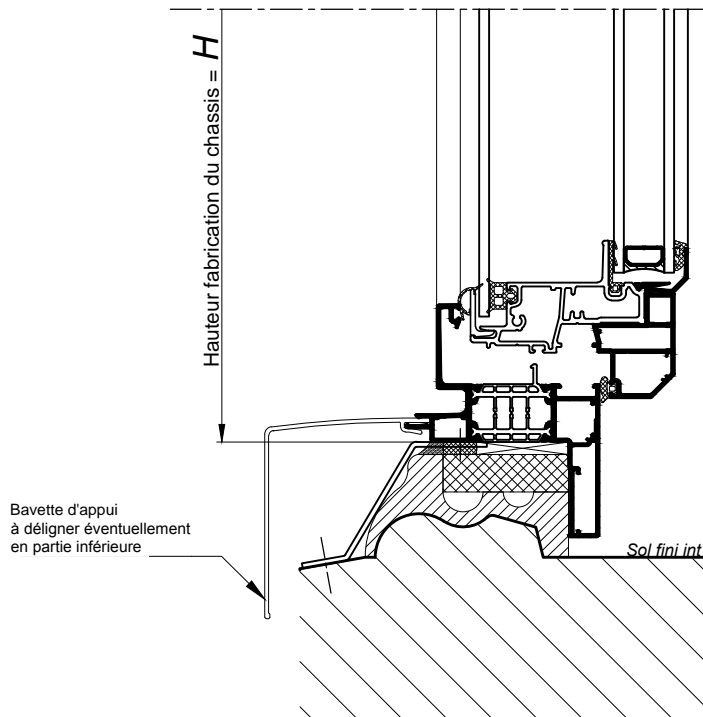 Hauteur fabrication du chassis = H
Bavette d'appui
à déligner éventuellement
en partie inférieure
Sol fini int